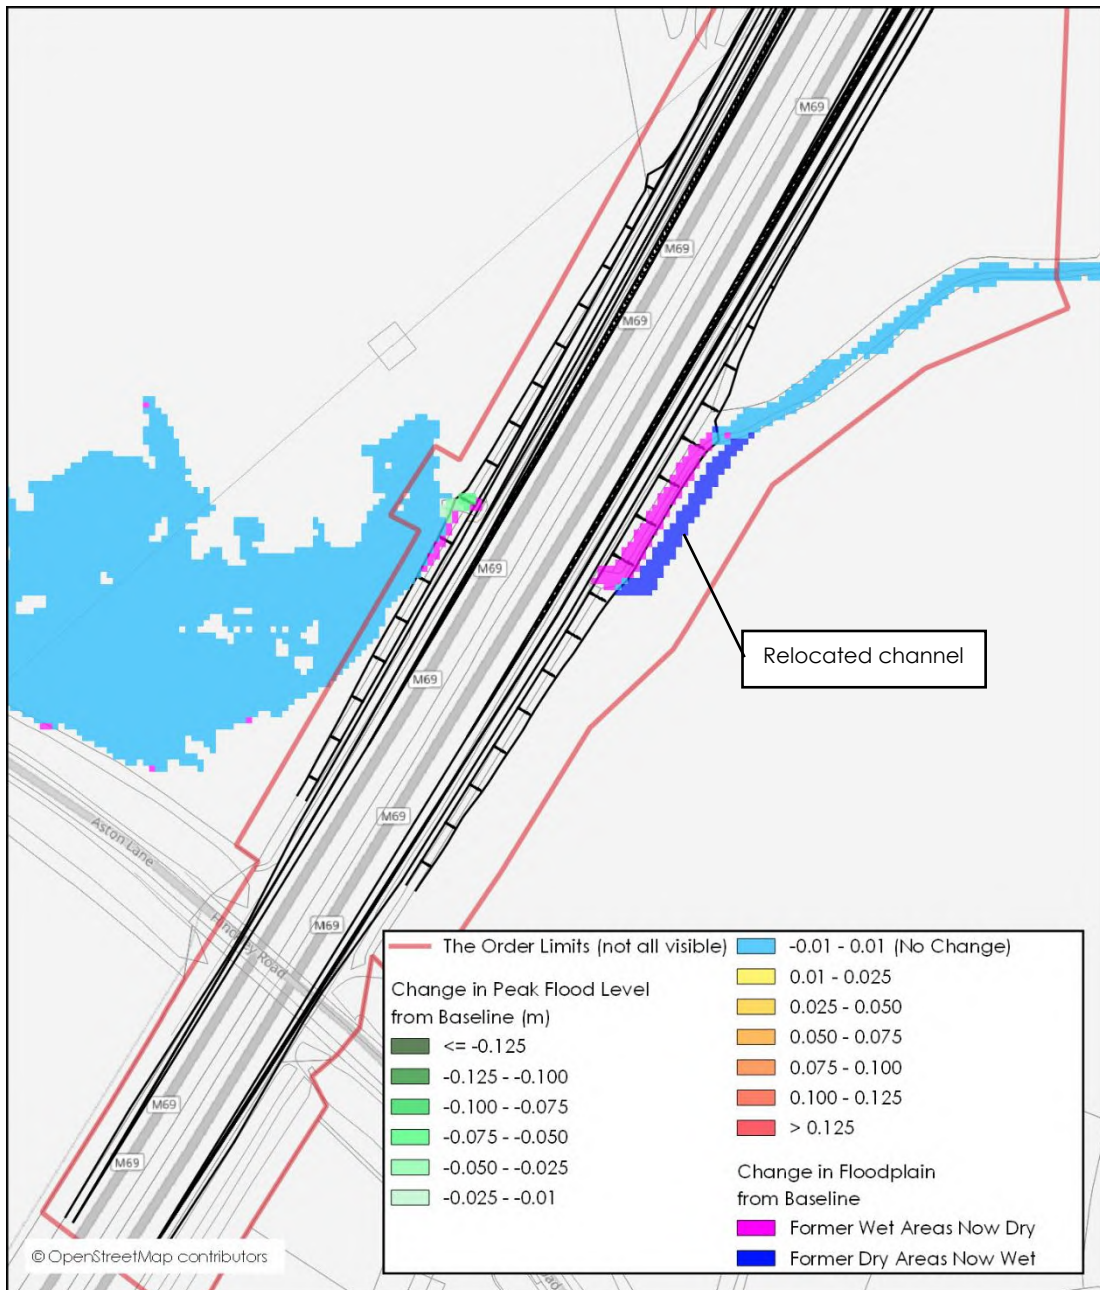 M69
M69
M69
M69
Relocated channel
M69
M69
Aston Lane
M69
Hinckley Road
The Order Limits (not all visible)
Change in Peak Flood Level
from Baseline (m)
<= -0.125
-0.125 - -0.100
-0.100 - -0.075
-0.075 - -0.050
-0.050 - -0.025
-0.025 - -0.01
-0.01 - 0.01 (No Change)
0.01 - 0.025
0.025 - 0.050
0.050 - 0.075
0.075 - 0.100
0.100 - 0.125
> 0.125
Change in Floodplain
from Baseline
Former Wet Areas Now Dry
Former Dry Areas Now Wet
M69
M69
© OpenStreetMap contributors